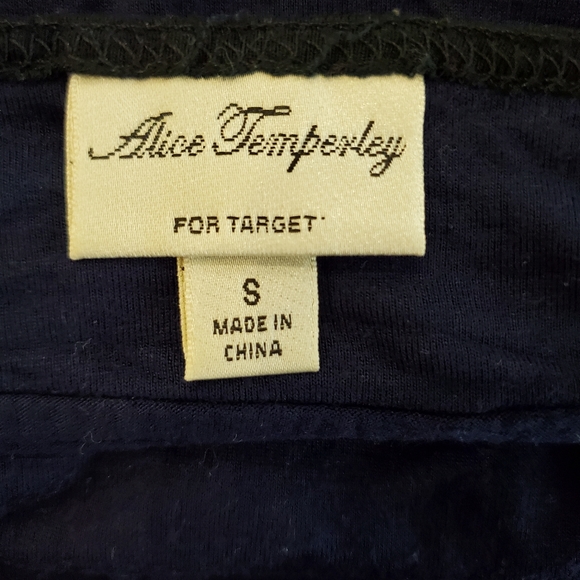 Alice Temperley
FOR TARGET
S
MADE IN
CHINA